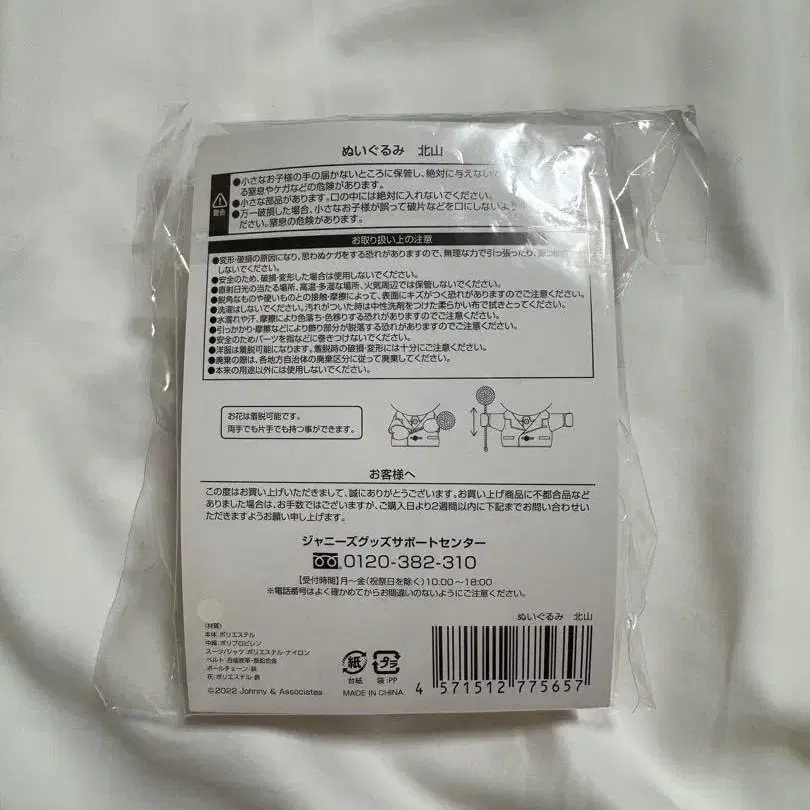 ぬいぐるみ 北山
●小さなお子様の手の届かないところに保管し、絶対に与えない
る窒息やケガなどの危険があります。
●小さな部品があります。口の中には絶対に入れないでください。
●万一破損した場合、小さなお子様が誤って破片などを口にしないよう
ださい。窒息の危険があります。
警告
お取り扱い上の注意
●変形・破損の原因になり、思わぬケガをする恐れがありますので、無理な力で引っ張ったり、
しないでください。
●安全のため、破損・変形した場合は使用しないでください。
●直射日光の当たる場所、高温・多湿な場所、火気周辺では保管しないでください。
●鋭角なものや硬いものとの接触・摩擦によって、表面にキズがつく恐れがありますのでご注意ください。
●洗濯はしないでください。汚れがついた時は中性洗剤をつけた柔らかい布で拭きとってください。
●水濡れや汗、摩擦により色落ち・色移りする恐れがありますのでご注意ください。
●引っかかり・摩擦などにより飾り部分が脱落する恐れがありますのでご注意ください。
●安全のためパーツを指などに巻きつけないでください。
●洋服は着脱可能になります。着脱時の破損・変形には十分にご注意ください。
●廃棄の際は、各地方自治体の廃棄区分に従って廃棄してください。
●本来の用途以外には使用しないでください。
お花は着脱可能です。
両手でも片手でも持つ事ができます。
お客様へ
この度はお買い上げいただきまして、誠にありがとうございます。お買い上げ商品に不都合品など
ありました場合は、お手数ではございますが、ご購入日より2週間以内に下記までお問い合わせい
ただきますようお願い申し上げます。
ジャニーズグッズサポートセンター
0120-382-310
【受付時間】月〜金(祝祭日を除く)10:00〜18:00
※電話番号はよく確かめてからお間違いのないようにご注意ください。
ぬいぐるみ 北山
〈材質〉
本体:ポリエステル
中綿:ポリプロピレン
スーツ/シャツ:ポリエステル・ナイロン
ベルト:合成皮革・亜鉛合金
ボールチェーン:鉄
花:ポリエステル・鉄
©2022 Johnny & Associates
紙
台紙
プラ
袋:PP
MADE IN CHINA
4 571512 775657